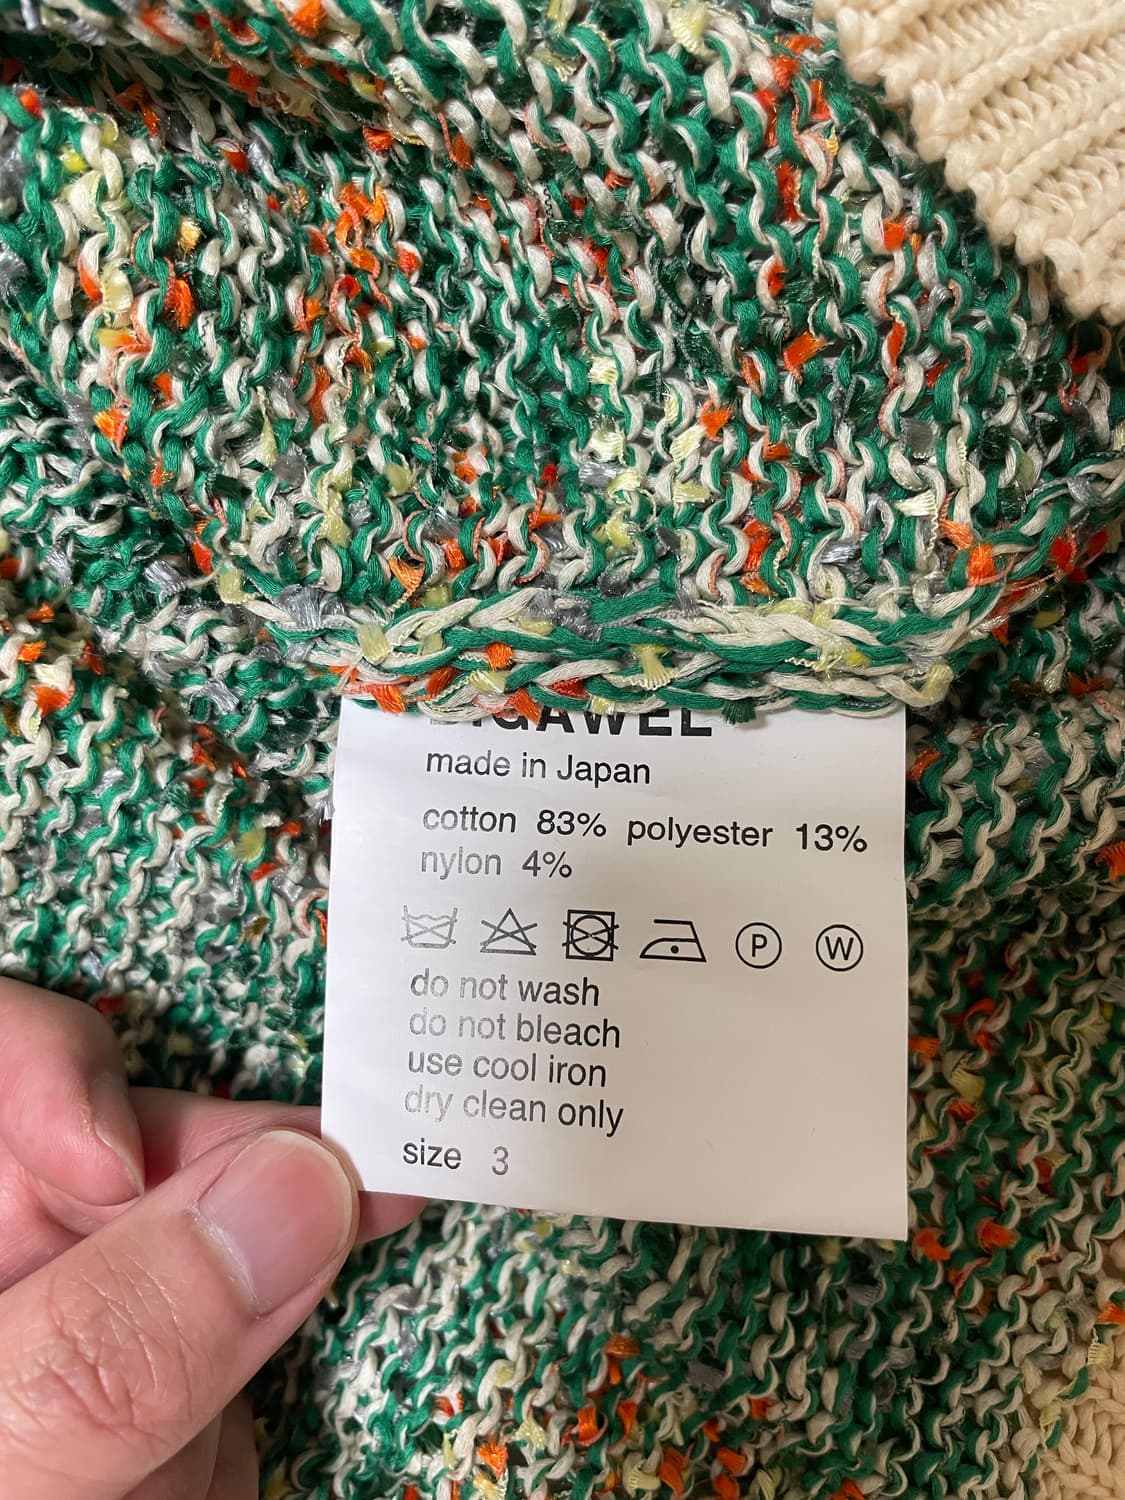 DIGAWEL
made in Japan
cotton 83% polyester 13%
nylon 4%
P W
do not wash
do not bleach
use cool iron
dry clean only
size 3